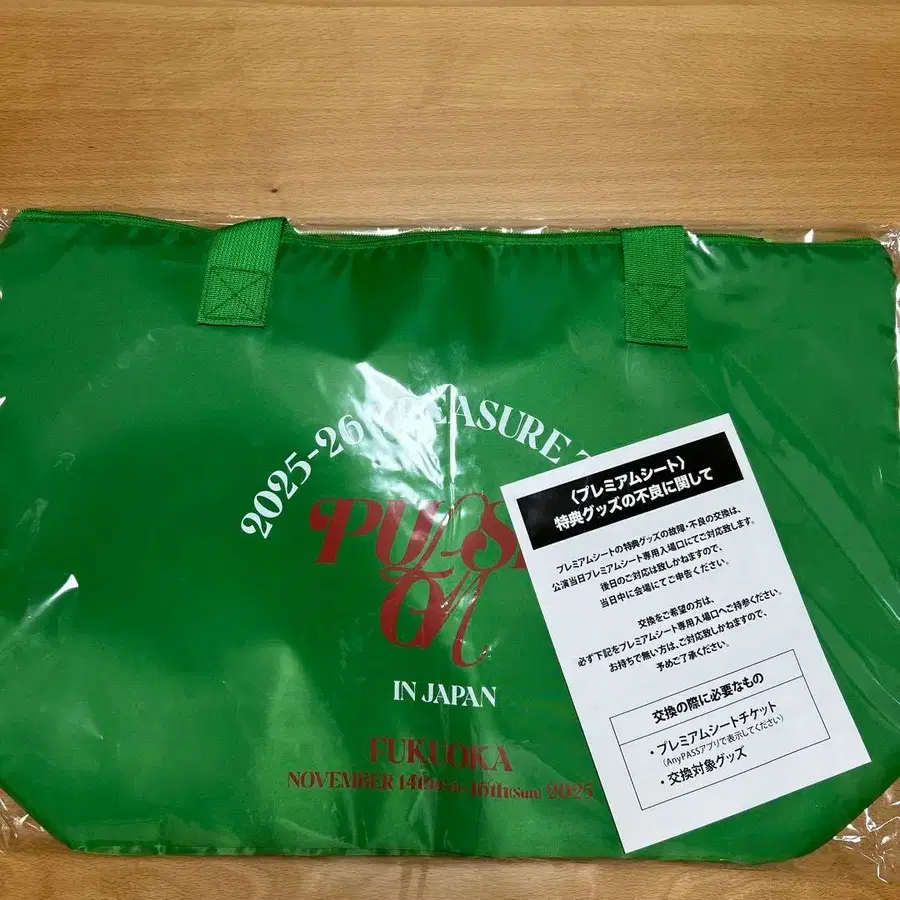 2025-26 TREASURE
PULSE
ON
IN JAPAN
FUKUOKA
NOVEMBER 14th(Fri)-16th(Sun) 2025
〈プレミアムシート〉
特典グッズの不良に関して
プレミアムシートの特典グッズの故障・不良の交換は、
公演当日プレミアムシート専用入場口にてご対応致します。
後日のご対応は致しかねますので、
当日中に会場にてご申告ください。
交換をご希望の方は、
必ず下記をプレミアムシート専用入場口へご持参ください。
お持ちで無い方は、ご対応致しかねますので、
予めご了承ください。
交換の際に必要なもの
・プレミアムシートチケット
（AnyPASSアプリで表示してください）
・交換対象グッズ